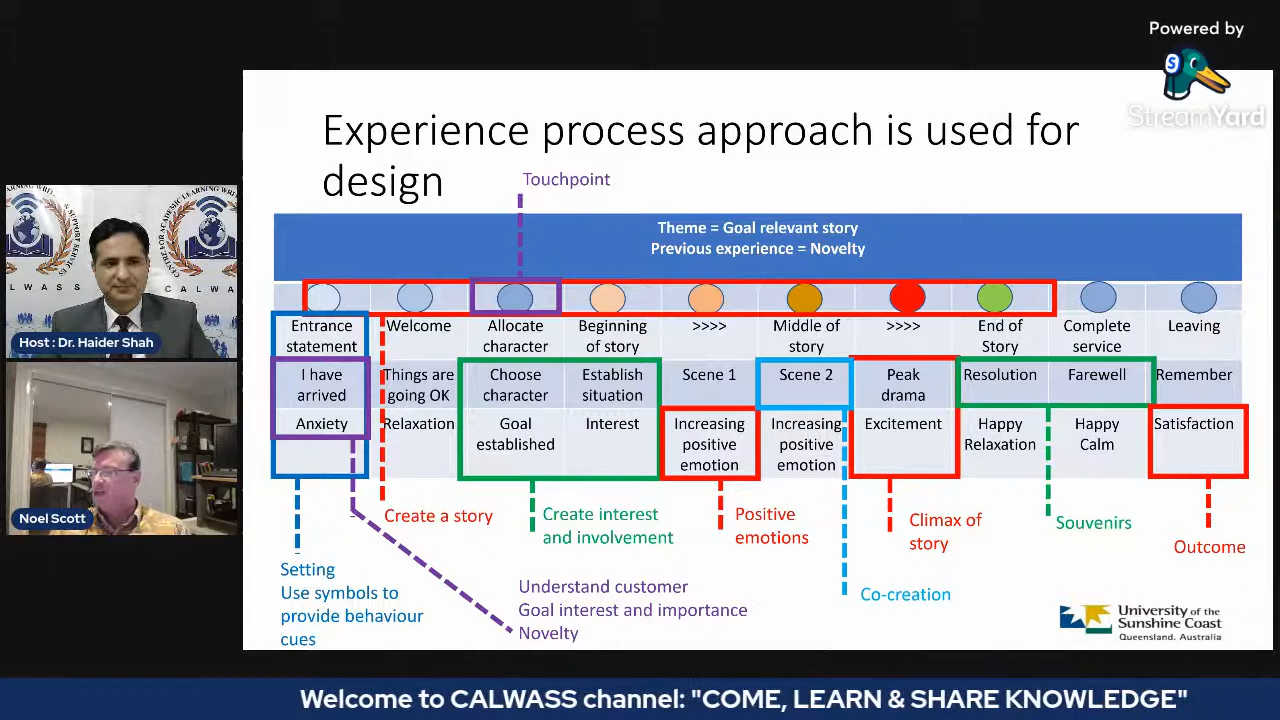 Powered by
StreamYard
Experience process approach is used for
design
Touchpoint
Theme = Goal relevant story
Previous experience = Novelty
Entrance statement
Welcome
Allocate character
Beginning of story
>>>>
Middle of story
>>>>
End of Story
Complete service
Leaving
I have arrived
Things are going OK
Choose character
Establish situation
Scene 1
Scene 2
Peak drama
Resolution
Farewell
Remember
Anxiety
Relaxation
Goal established
Interest
Increasing positive emotion
Increasing positive emotion
Excitement
Happy Relaxation
Happy Calm
Satisfaction
Create a story
Create interest
and involvement
Positive
emotions
Climax of
story
Souvenirs
Outcome
Setting
Use symbols to
provide behaviour
cues
Understand customer
Goal interest and importance
Novelty
Co-creation
University of the
Sunshine Coast
Queensland, Australia
CALWASS
CALWASS
Host : Dr. Haider Shah
Noel Scott
Welcome to CALWASS channel: "COME, LEARN & SHARE KNOWLEDGE"